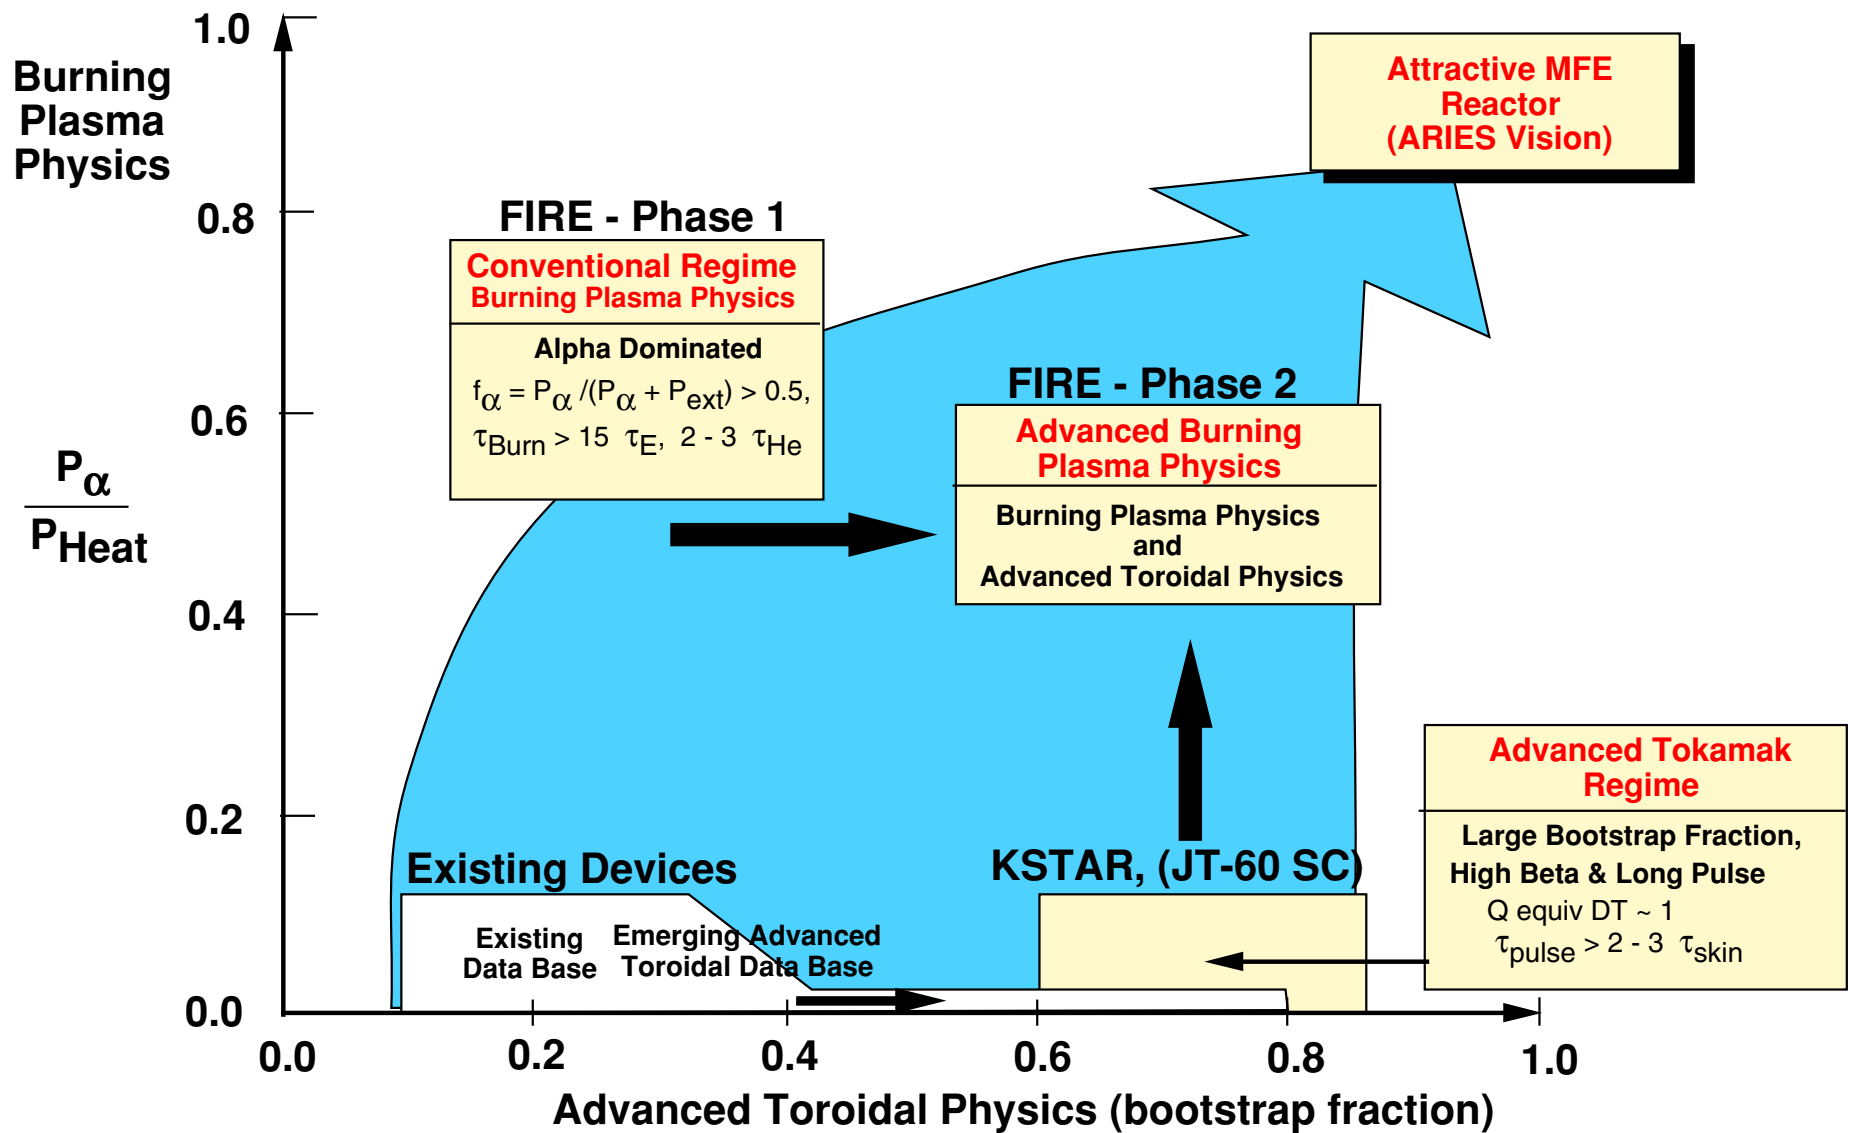 1.0
Burning
Plasma
Physics
Attractive MFE
Reactor
(ARIES Vision)
0.8
FIRE - Phase 1
Conventional Regime
Burning Plasma Physics
Alpha Dominated
fα = Pα /(Pα + Pext) > 0.5,
τBurn > 15 τE, 2 - 3 τHe
FIRE - Phase 2
Advanced Burning
Plasma Physics
Burning Plasma Physics
and
Advanced Toroidal Physics
0.6
Pα
PHeat
0.4
0.2
Advanced Tokamak
Regime
Large Bootstrap Fraction,
High Beta & Long Pulse
Q equiv DT ~ 1
τpulse > 2 - 3 τskin
Existing Devices
KSTAR, (JT-60 SC)
Existing
Data Base
Emerging Advanced
Toroidal Data Base
0.0
0.0 0.2 0.4 0.6 0.8 1.0
Advanced Toroidal Physics (bootstrap fraction)